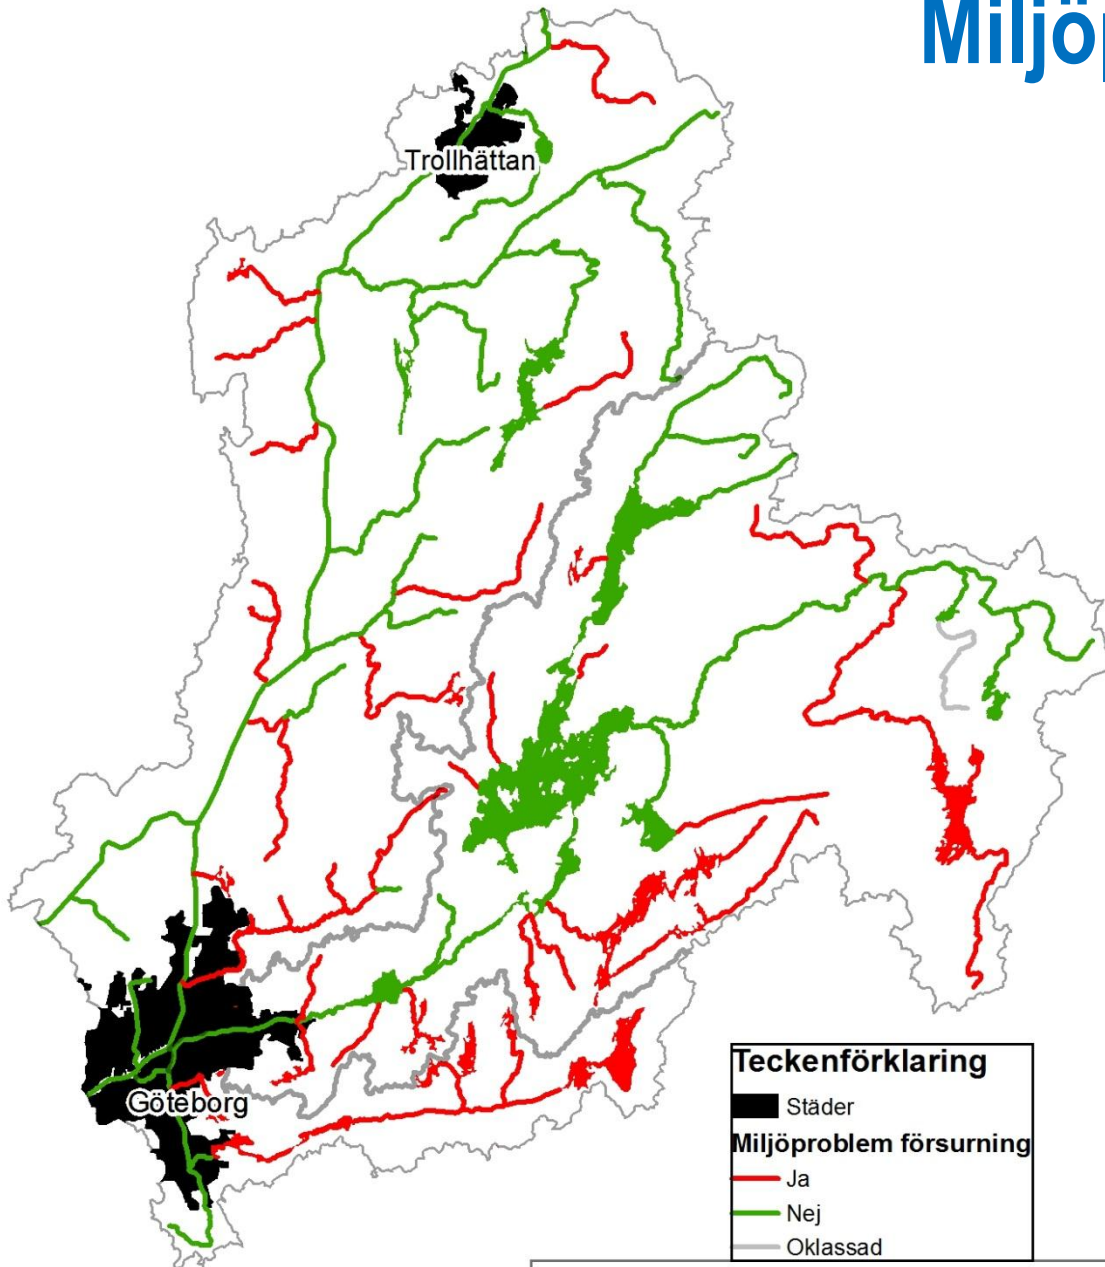 Miljö
Trollhättan
Göteborg
Teckenförklaring
Städer
Miljöproblem försurning
Ja
Nej
Oklassad